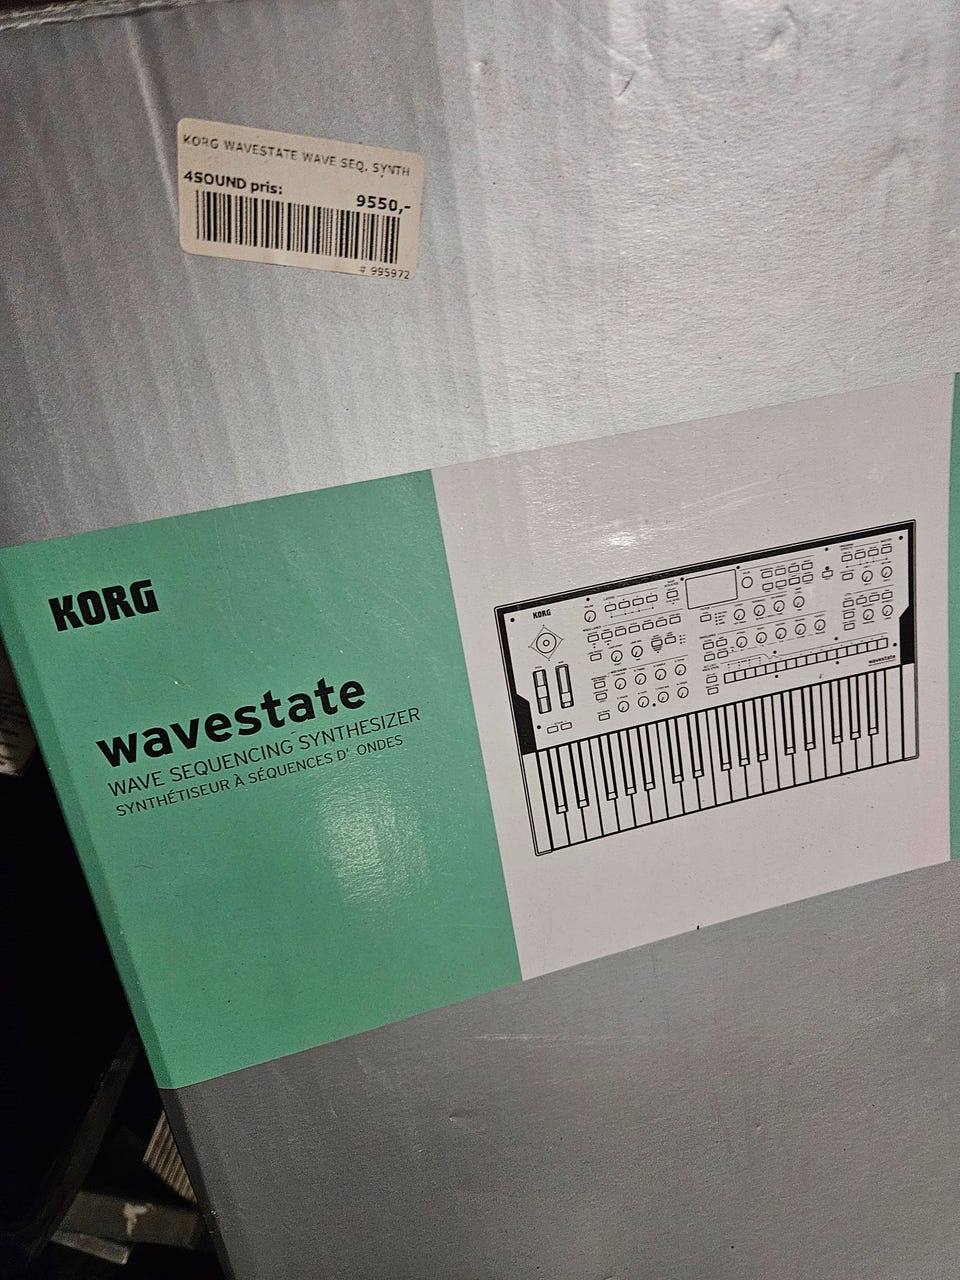 KORG WAVESTATE WAVE SEQ. SYNTH
4SOUND pris:
9550,-
# 995972
KORG
wavestate
WAVE SEQUENCING SYNTHESIZER
SYNTHÉTISEUR À SÉQUENCES D' ONDES
KORG
wavestate